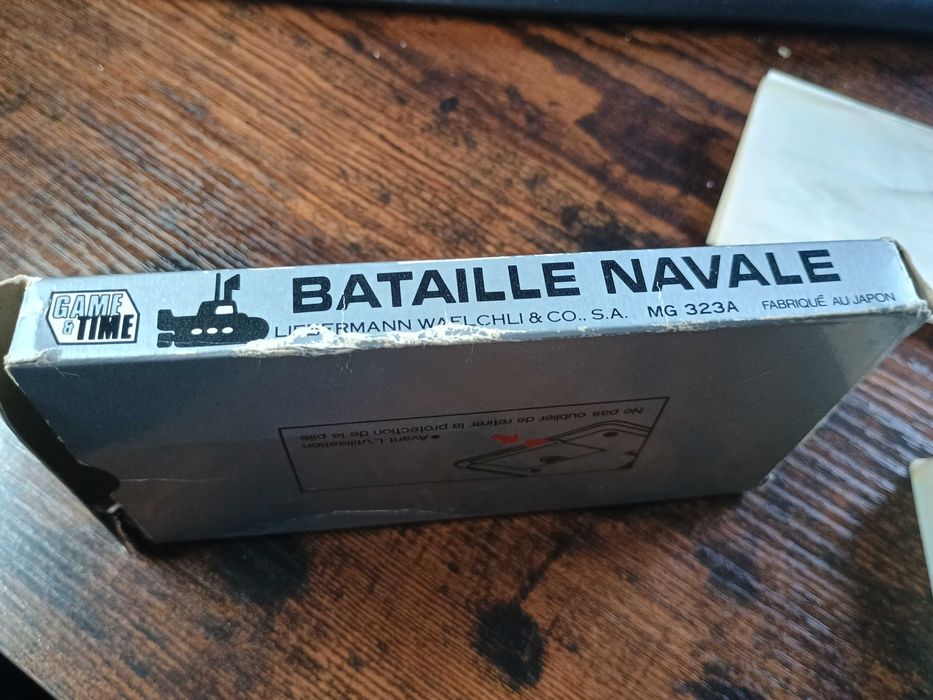 GAME
& TIME
BATAILLE NAVALE
LIEBERMANN WAELCHLI & CO., S.A. MG 323A FABRIQUÉ AU JAPON
• Avant L'utilisation
Ne pas oublier de retirer la protection de la pile